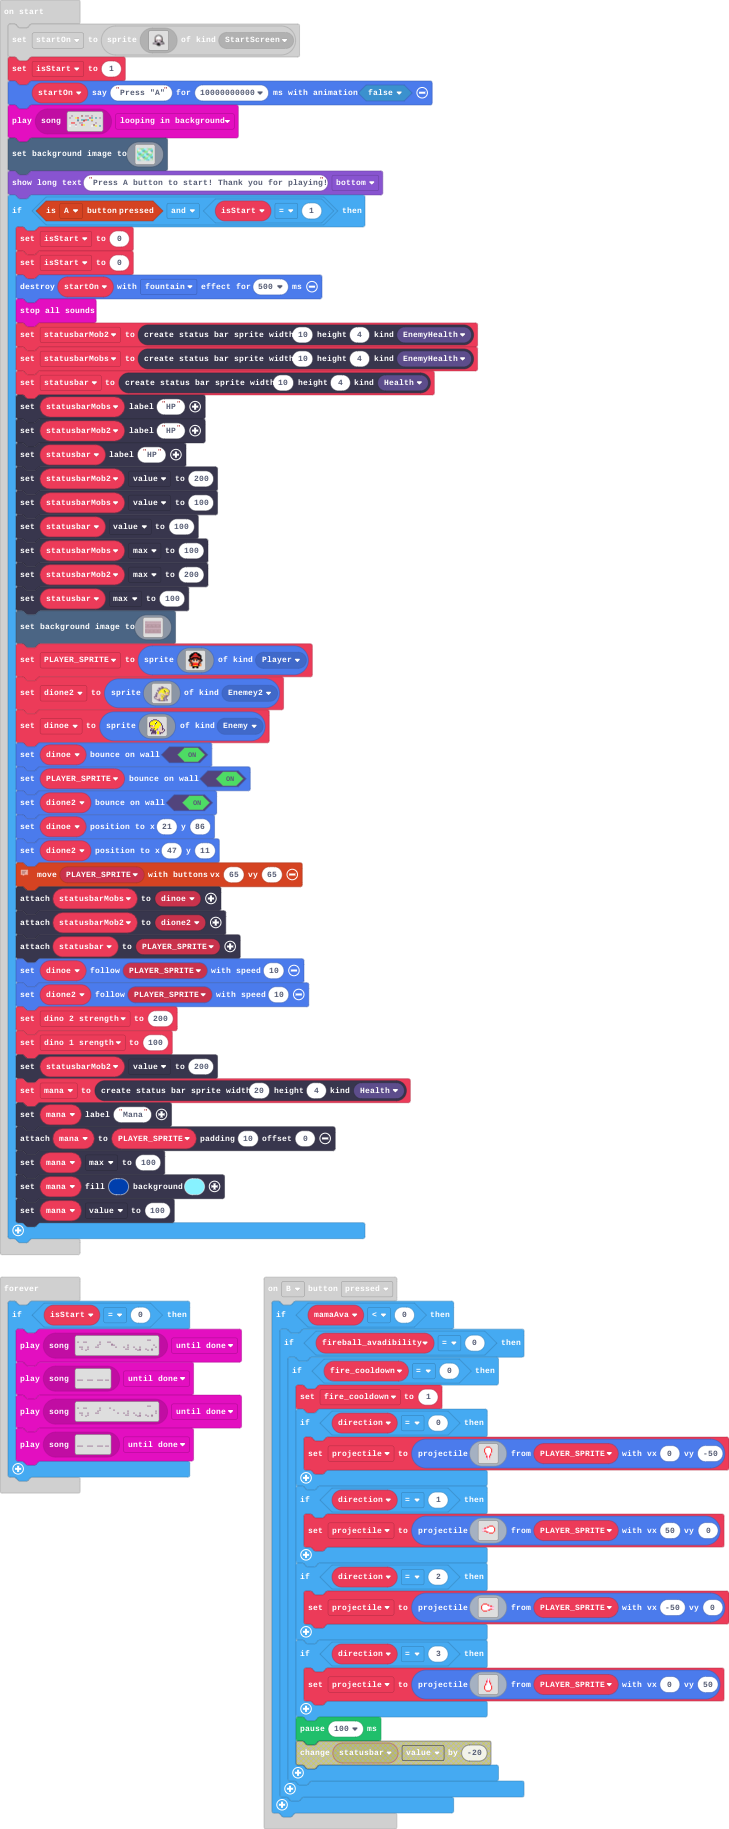 on start
set startOn to sprite of kind StartScreen
set isStart to 1
startOn say "Press "A"" for 10000000000 ms with animation false
play song looping in background
set background image to
show long text "Press A button to start! Thank you for playing!" bottom
if is A button pressed and isStart = 1 then
set isStart to 0
set isStart to 0
destroy startOn with fountain effect for 500 ms
stop all sounds
set statusbarMob2 to create status bar sprite width 10 height 4 kind EnemyHealth
set statusbarMobs to create status bar sprite width 10 height 4 kind EnemyHealth
set statusbar to create status bar sprite width 10 height 4 kind Health
set statusbarMobs label "HP"
set statusbarMob2 label "HP"
set statusbar label "HP"
set statusbarMob2 value to 200
set statusbarMobs value to 100
set statusbar value to 100
set statusbarMobs max to 100
set statusbarMob2 max to 200
set statusbar max to 100
set background image to
set PLAYER_SPRITE to sprite of kind Player
set dione2 to sprite of kind Enemey2
set dinoe to sprite of kind Enemy
set dinoe bounce on wall ON
set PLAYER_SPRITE bounce on wall ON
set dione2 bounce on wall ON
set dinoe position to x 21 y 86
set dione2 position to x 47 y 11
move PLAYER_SPRITE with buttons vx 65 vy 65
attach statusbarMobs to dinoe
attach statusbarMob2 to dione2
attach statusbar to PLAYER_SPRITE
set dinoe follow PLAYER_SPRITE with speed 10
set dione2 follow PLAYER_SPRITE with speed 10
set dino 2 strength to 200
set dino 1 srength to 100
set statusbarMob2 value to 200
set mana to create status bar sprite width 20 height 4 kind Health
set mana label "Mana"
attach mana to PLAYER_SPRITE padding 10 offset 0
set mana max to 100
set mana fill background
set mana value to 100
forever
if isStart = 0 then
play song until done
play song until done
play song until done
play song until done
on B button pressed
if mamaAva < 0 then
if fireball_avadibility = 0 then
if fire_cooldown = 0 then
set fire_cooldown to 1
if direction = 0 then
set projectile to projectile from PLAYER_SPRITE with vx 0 vy -50
if direction = 1 then
set projectile to projectile from PLAYER_SPRITE with vx 50 vy 0
if direction = 2 then
set projectile to projectile from PLAYER_SPRITE with vx -50 vy 0
if direction = 3 then
set projectile to projectile from PLAYER_SPRITE with vx 0 vy 50
pause 100 ms
change statusbar value by -20